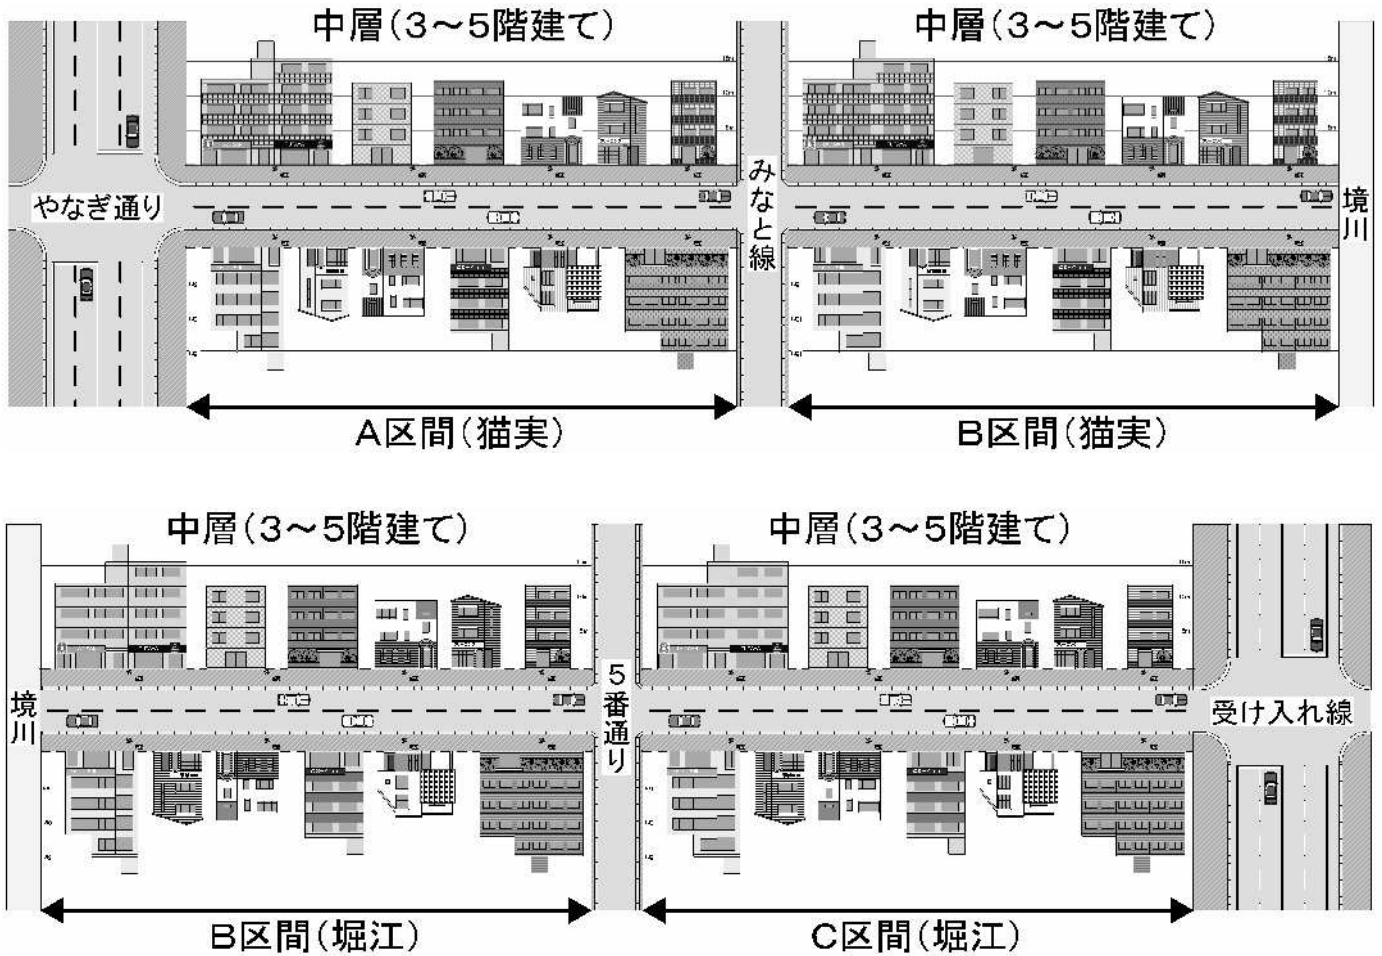 中層(3～5階建て)
中層(3～5階建て)
やなぎ通り
みなと線
境川
A区間(猫実)
B区間(猫実)
中層(3～5階建て)
中層(3～5階建て)
境川
5番通り
受け入れ線
B区間(堀江)
C区間(堀江)